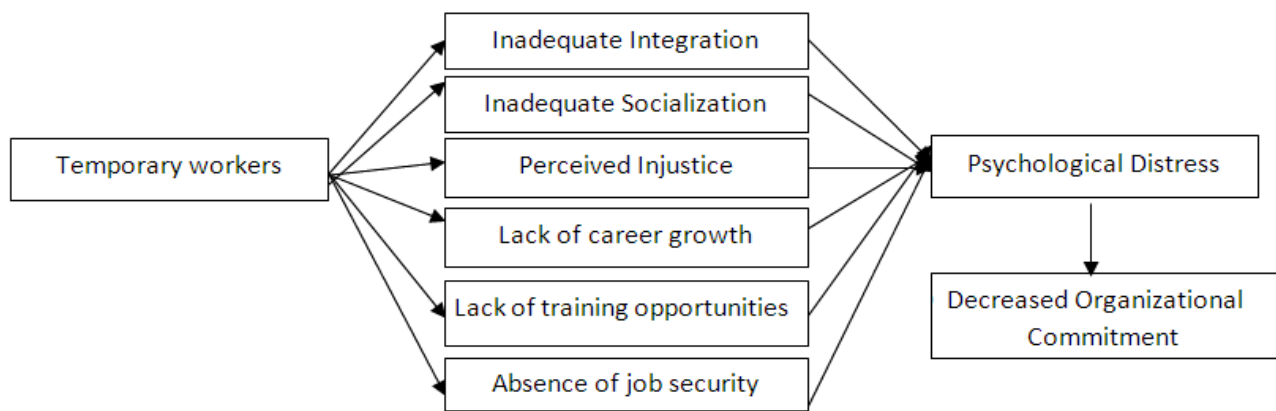 Temporary workers
Inadequate Integration
Inadequate Socialization
Perceived Injustice
Lack of career growth
Lack of training opportunities
Absence of job security
Psychological Distress
Decreased Organizational
Commitment